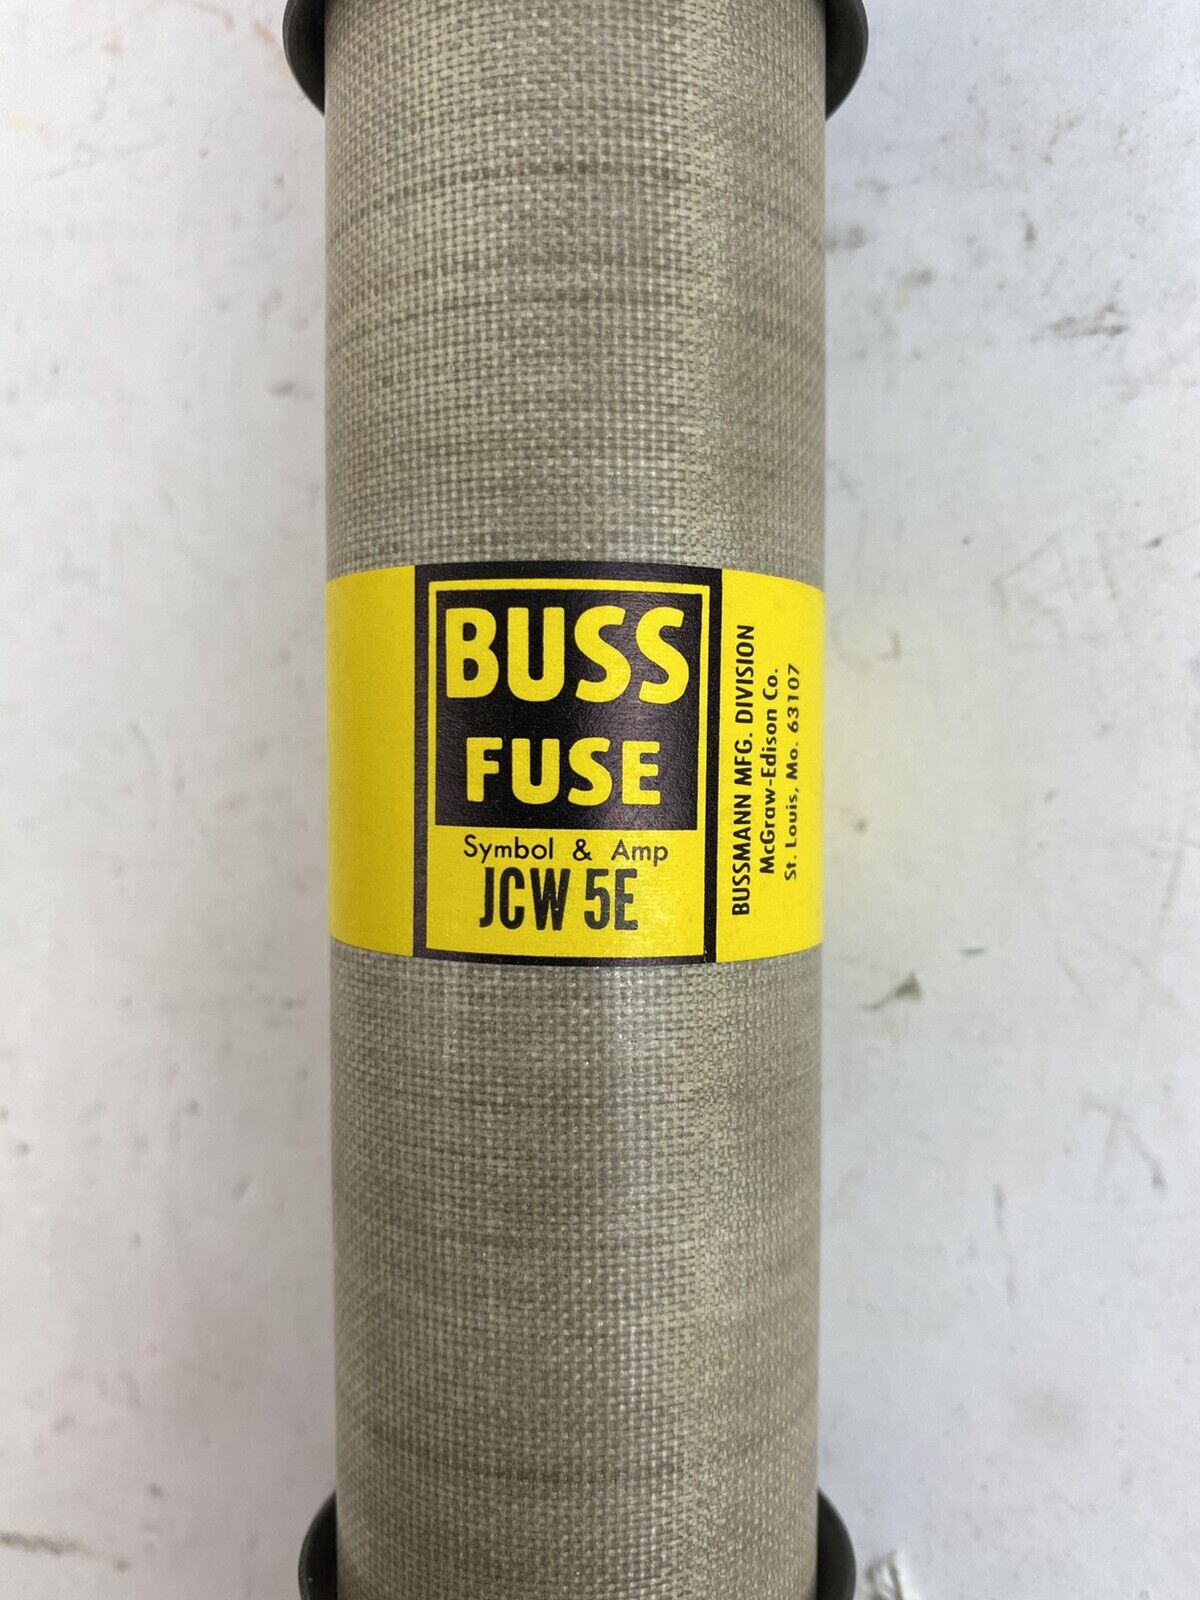 BUSS
FUSE
Symbol & Amp
JCW 5E
BUSSMANN MFG. DIVISION
McGraw-Edison Co.
St. Louis, Mo. 63107